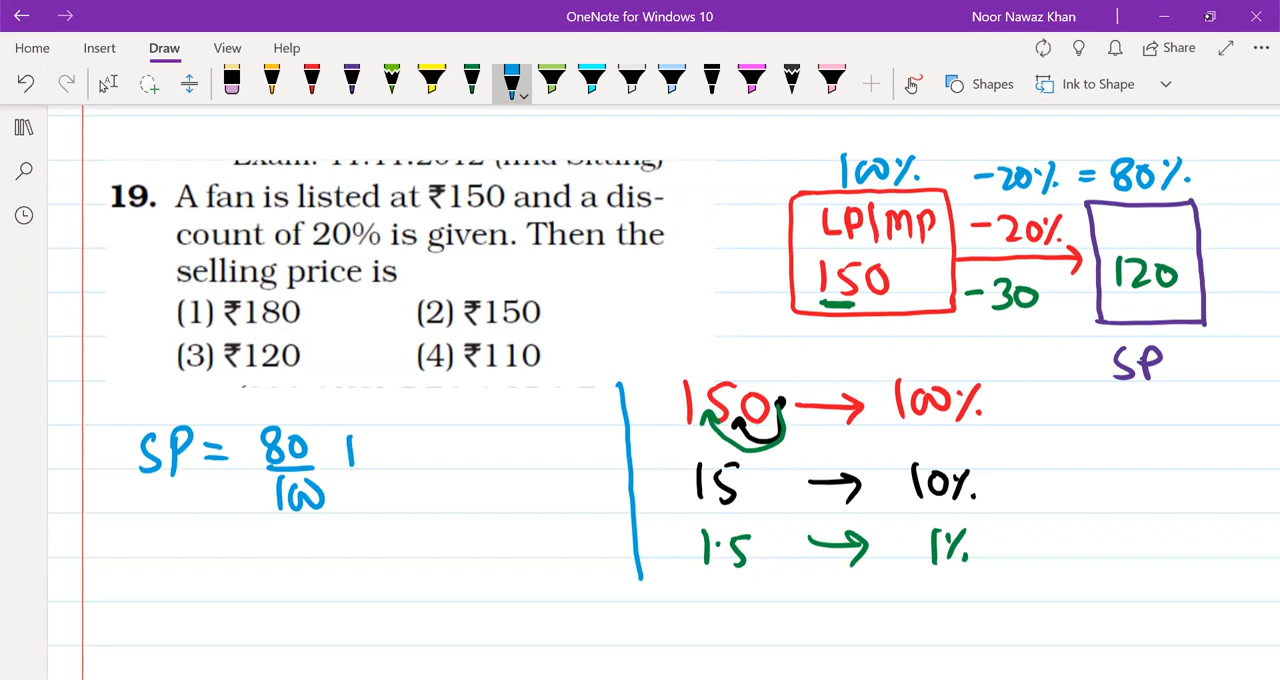 OneNote for Windows 10
Noor Nawaz Khan
Home Insert Draw View Help
Share
Shapes
Ink to Shape
19. A fan is listed at ₹150 and a dis-
count of 20% is given. Then the
selling price is
(1) ₹180 (2) ₹150
(3) ₹120 (4) ₹110
100% -20% = 80%
LP/MP -20%
150 -30 120
SP
150 → 100%
15 → 10%
1.5 → 1%
SP = 80
100